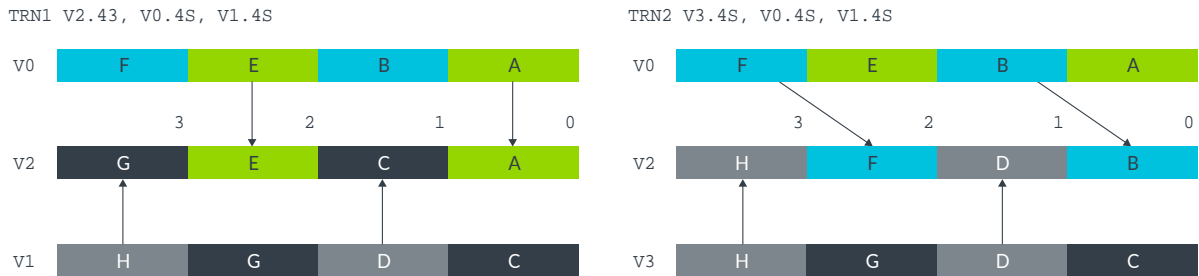 TRN1 V2.43, V0.4S, V1.4S
V0 F E B A
3 2 1 0
V2 G E C A
V1 H G D C
TRN2 V3.4S, V0.4S, V1.4S
V0 F E B A
3 2 1 0
V2 H F D B
V3 H G D C